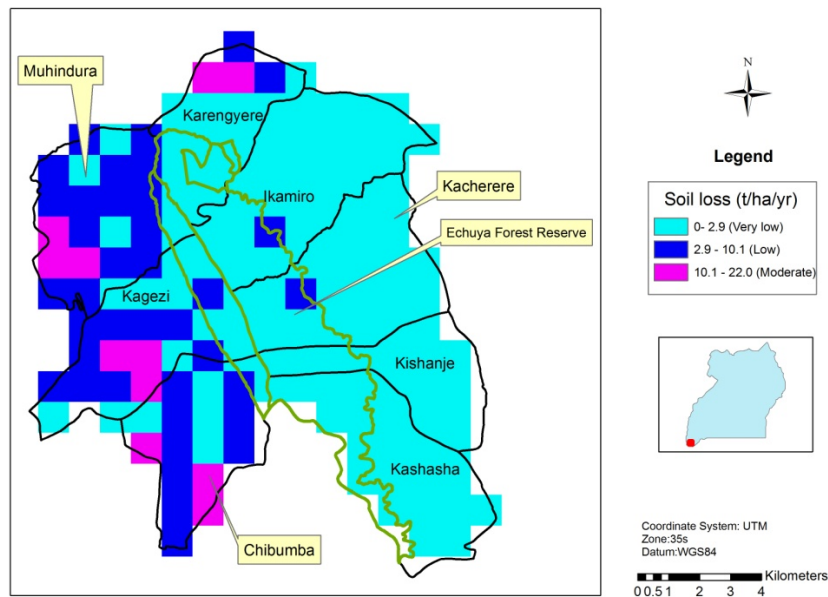 Muhindura
Karengyere
Ikamiro
Kacherere
Echuya Forest Reserve
Kagezi
Kishanje
Kashasha
Chibumba
N
Legend
Soil loss (t/ha/yr)
0- 2.9 (Very low)
2.9 - 10.1 (Low)
10.1 - 22.0 (Moderate)
Coordinate System: UTM
Zone:35s
Datum:WGS84
Kilometers
0 0.5 1 2 3 4